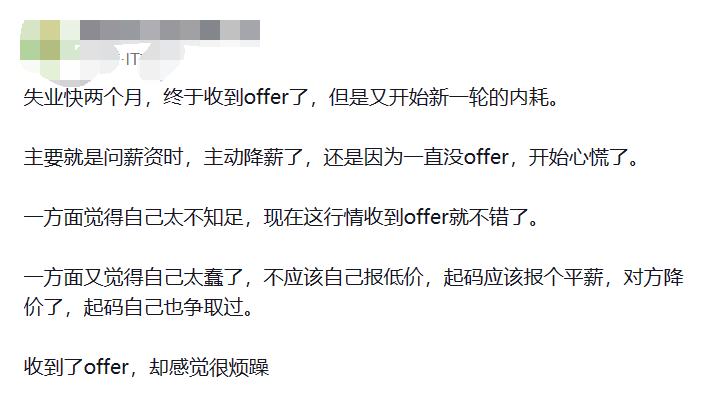 ·IT
失业快两个月，终于收到offer了，但是又开始新一轮的内耗。
主要就是问薪资时，主动降薪了，还是因为一直没offer，开始心慌了。
一方面觉得自己太不知足，现在这行情收到offer就不错了。
一方面又觉得自己太蠢了，不应该自己报低价，起码应该报个平薪，对方降
价了，起码自己也争取过。
收到了offer，却感觉很烦躁